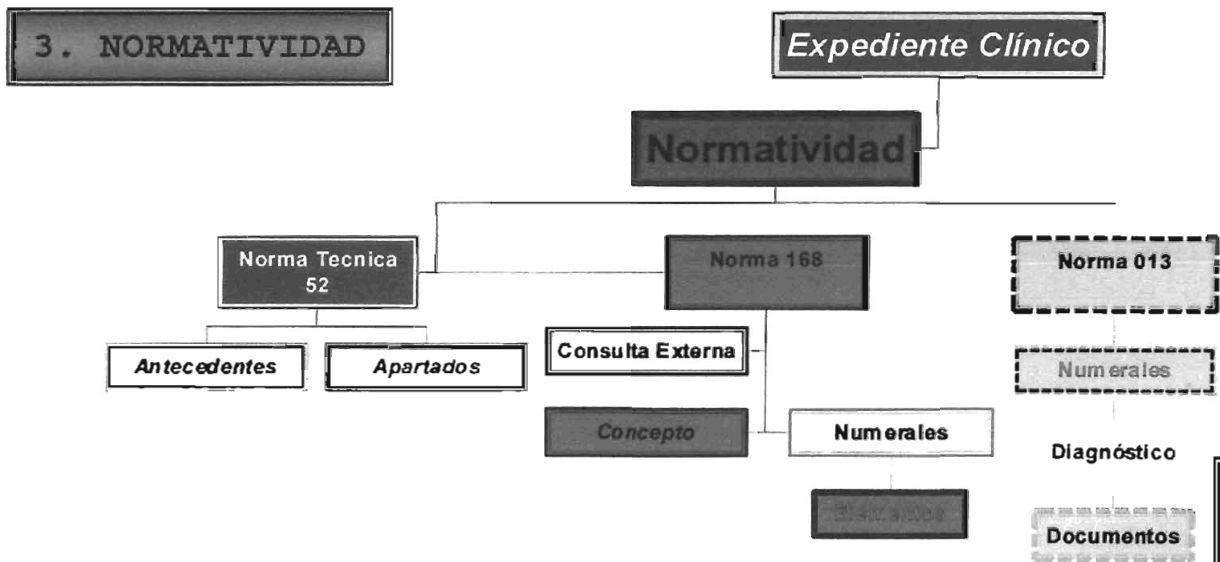 3. NORMATIVIDAD
Expediente Clínico
Normatividad
Norma Tecnica
52
Norma 168
Norma 013
Antecedentes
Apartados
Consulta Externa
Numerales
Concepto
Numerales
Diagnóstico
Documentos